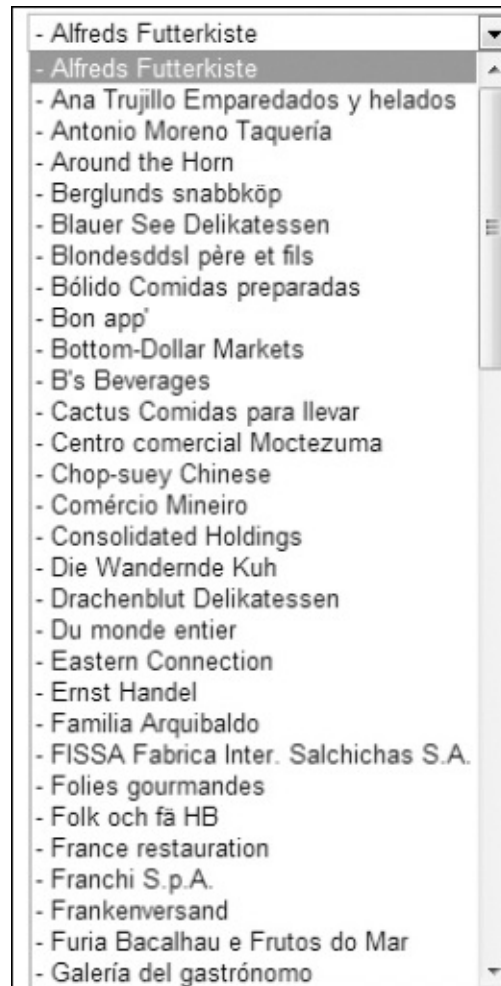 - Alfreds Futterkiste
- Alfreds Futterkiste
- Ana Trujillo Emparedados y helados
- Antonio Moreno Taquería
- Around the Horn
- Berglunds snabbköp
- Blauer See Delikatessen
- Blondesddsl père et fils
- Bólido Comidas preparadas
- Bon app'
- Bottom-Dollar Markets
- B's Beverages
- Cactus Comidas para llevar
- Centro comercial Moctezuma
- Chop-suey Chinese
- Comércio Mineiro
- Consolidated Holdings
- Die Wandernde Kuh
- Drachenblut Delikatessen
- Du monde entier
- Eastern Connection
- Ernst Handel
- Familia Arquibaldo
- FISSA Fabrica Inter. Salchichas S.A.
- Folies gourmandes
- Folk och fä HB
- France restauration
- Franchi S.p.A.
- Frankenversand
- Furia Bacalhau e Frutos do Mar
- Galería del gastrónomo